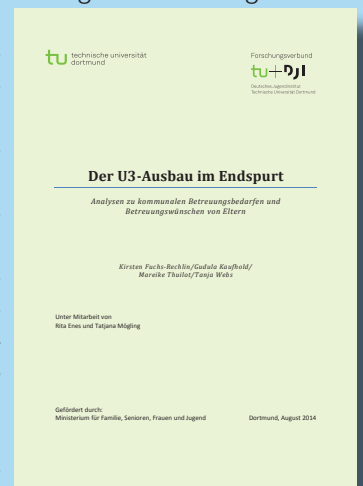 technische universität
dortmund
Forschungsverbund
tu+DJI
Deutsches Jugendinstitut
Technische Universität Dortmund
Der U3-Ausbau im Endspurt
Analysen zu kommunalen Betreuungsbedarfen und
Betreuungswünschen von Eltern
Kirsten Fuchs-Rechlin/Gudula Kaufhold/
Mareike Thuilot/Tanja Webs
Unter Mitarbeit von
Rita Enes und Tatjana Mögling
Gefördert durch:
Ministerium für Familie, Senioren, Frauen und Jugend Dortmund, August 2014